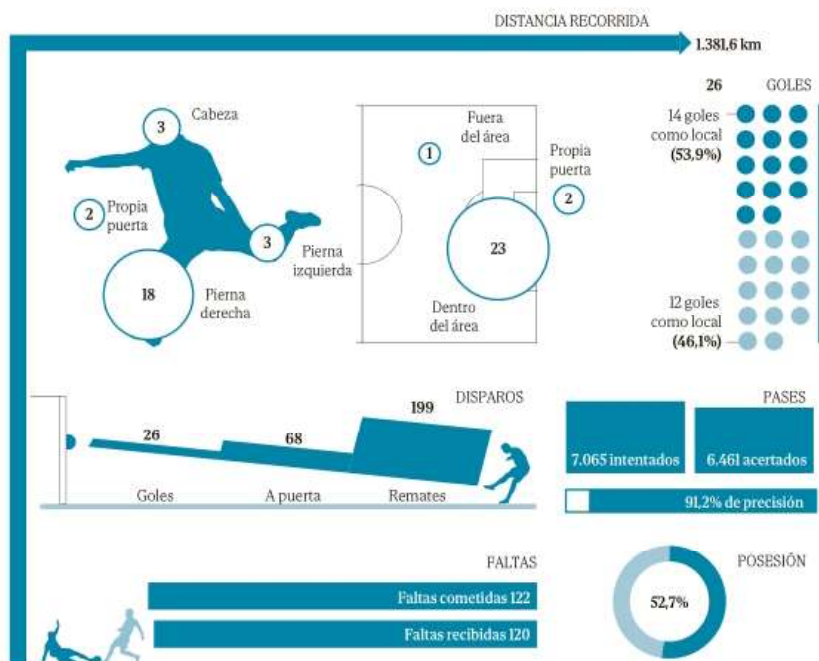 DISTANCIA RECORRIDA
1.381,6 km
Cabeza
3
2
Propia
puerta
3
Pierna
izquierda
18
Pierna
derecha
Fuera
del área
1
Propia
puerta
2
23
Dentro
del área
26 GOLES
14 goles
como local
(53,9%)
12 goles
como local
(46,1%)
DISPAROS
26
68
199
Goles
A puerta
Remates
PASES
7.065 intentados
6.461 acertados
91,2% de precisión
FALTAS
Faltas cometidas 122
Faltas recibidas 120
POSESIÓN
52,7%